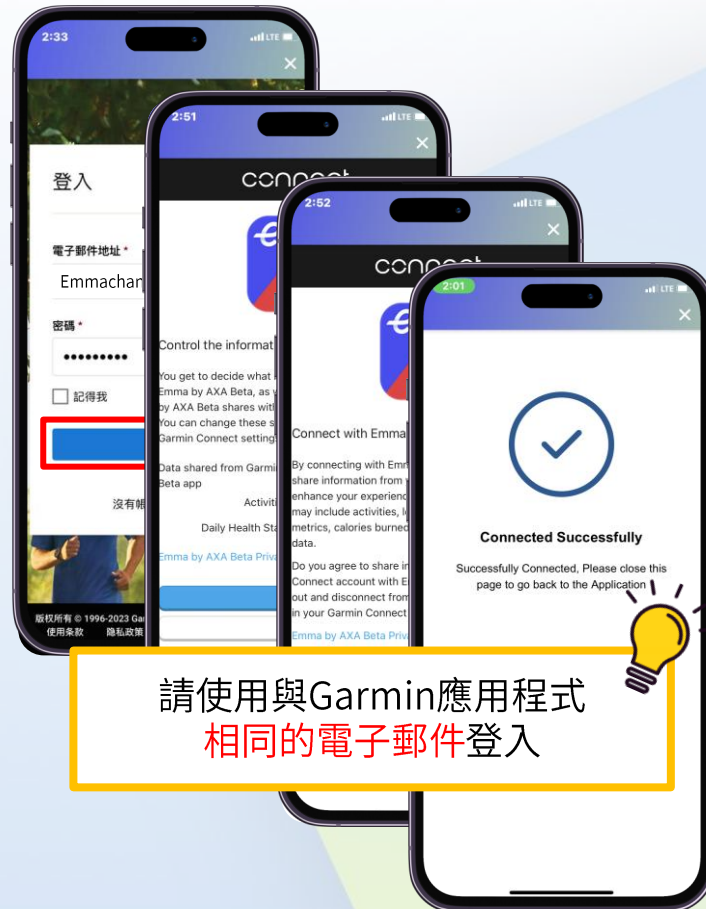 2:33
LTE
登入
電子郵件地址 *
Emmachan
密碼 *
記得我
沒有帳
版权所有 © 1996-2023 Gar
使用条款 隐私政策
2:51
LTE
connect
Control the informat
You get to decide what
Emma by AXA Beta, as y
by AXA Beta shares with
You can change these s
Garmin Connect setting
Data shared from Garmi
Beta app
Activiti
Daily Health Sta
Emma by AXA Beta Priva
2:52
LTE
connect
Connect with Emma
By connecting with Emm
share information from
enhance your experienc
may include activities, l
metrics, calories burned
data.
Do you agree to share in
Connect account with E
out and disconnect from
in your Garmin Connect
Emma by AXA Beta Priv
2:01
LTE
Connected Successfully
Successfully Connected, Please close this
page to go back to the Application
請使用與Garmin應用程式
相同的電子郵件登入